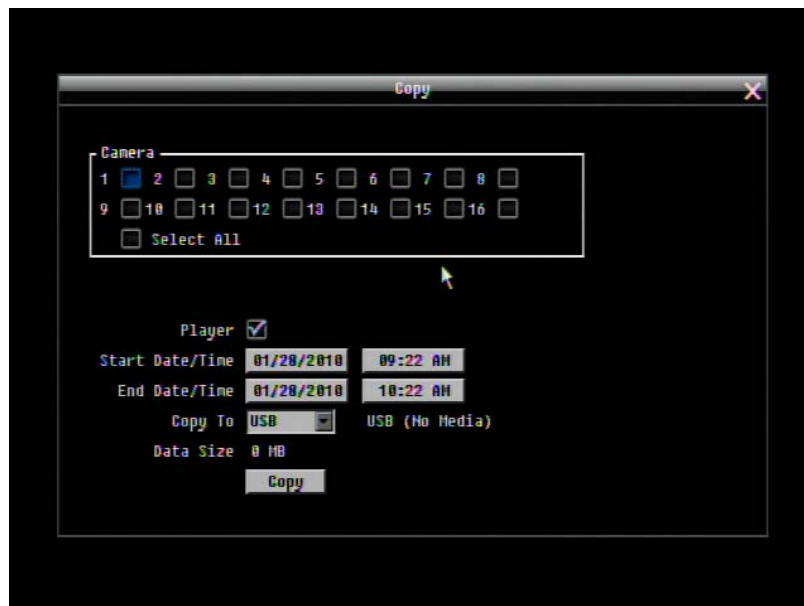 Copy X
Camera
1 2 3 4 5 6 7 8
9 10 11 12 13 14 15 16
Select All
Player
Start Date/Time 01/28/2010 09:22 AM
End Date/Time 01/28/2010 10:22 AM
Copy To USB USB (No Media)
Data Size 0 MB
Copy